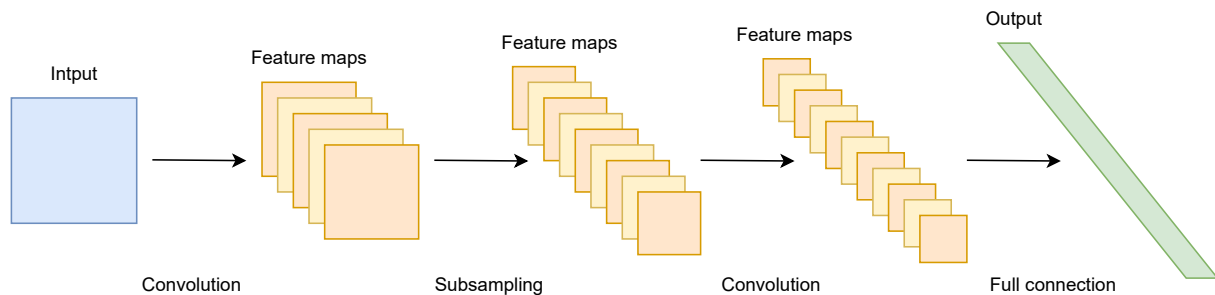 Intput
Feature maps
Feature maps
Feature maps
Output
Convolution
Subsampling
Convolution
Full connection